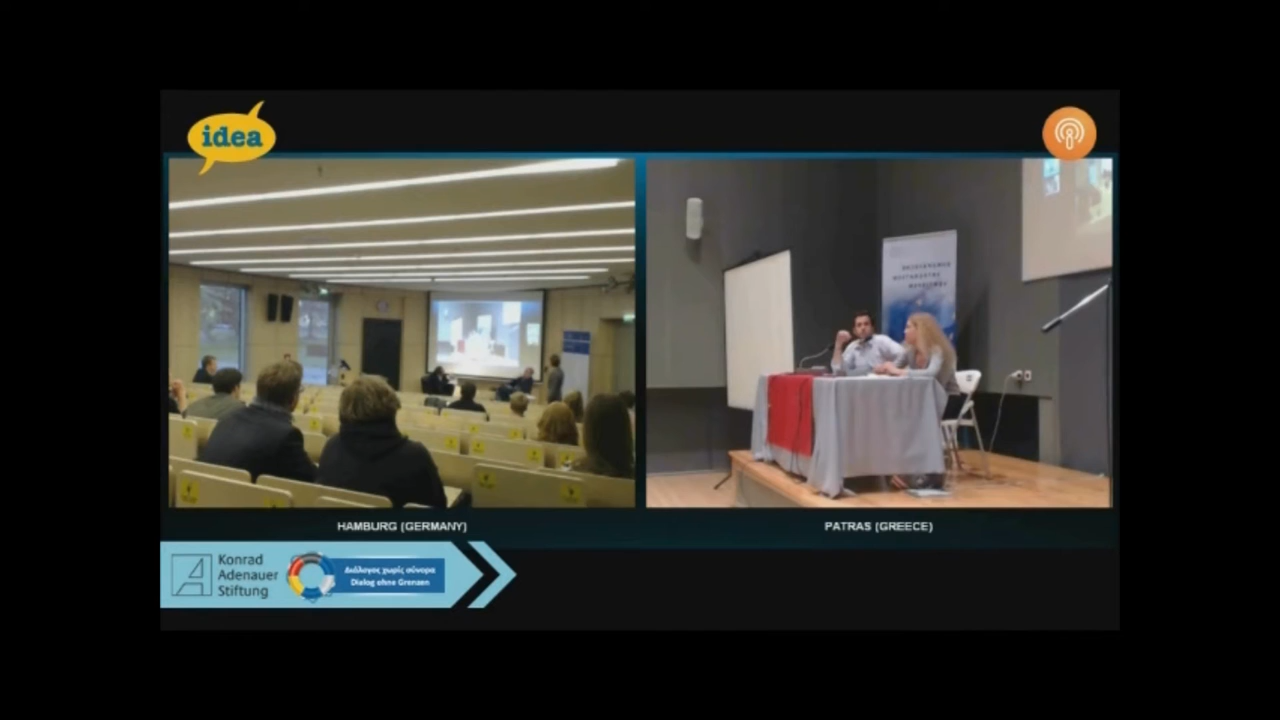 idea
HAMBURG (GERMANY)
PATRAS (GREECE)
Konrad
Adenauer
Stiftung
Διάλογος χωρίς σύνορα
Dialog ohne Grenzen